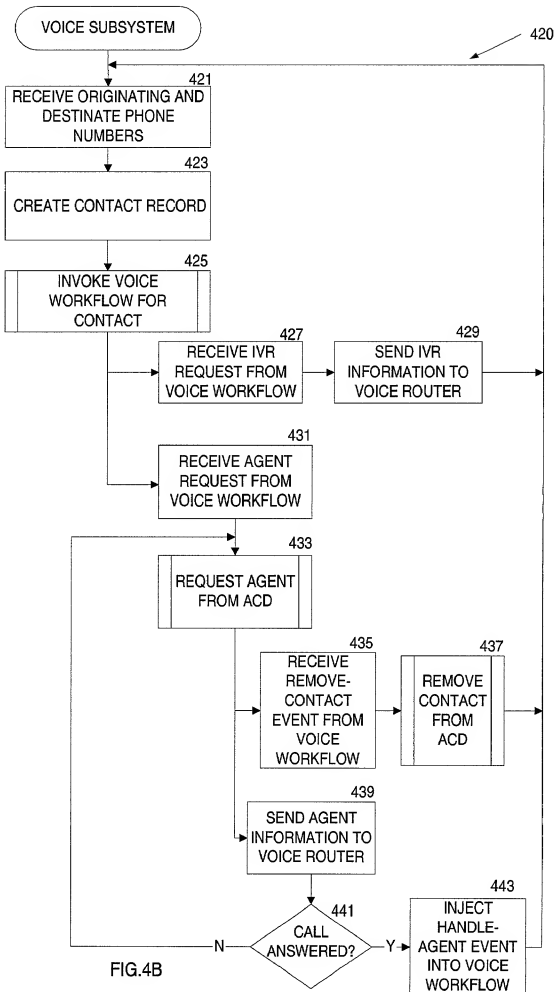 VOICE SUBSYSTEM
420
421
RECEIVE ORIGINATING AND
DESTINATE PHONE
NUMBERS
423
CREATE CONTACT RECORD
425
INVOKE VOICE
WORKFLOW FOR
CONTACT
427
RECEIVE IVR
REQUEST FROM
VOICE WORKFLOW
429
SEND IVR
INFORMATION TO
VOICE ROUTER
431
RECEIVE AGENT
REQUEST FROM
VOICE WORKFLOW
433
REQUEST AGENT
FROM ACD
435
RECEIVE
REMOVE-
CONTACT
EVENT FROM
VOICE
WORKFLOW
437
REMOVE
CONTACT
FROM
ACD
439
SEND AGENT
INFORMATION TO
VOICE ROUTER
441
CALL
ANSWERED?
N
Y
443
INJECT
HANDLE-
AGENT EVENT
INTO VOICE
WORKFLOW
FIG.4B